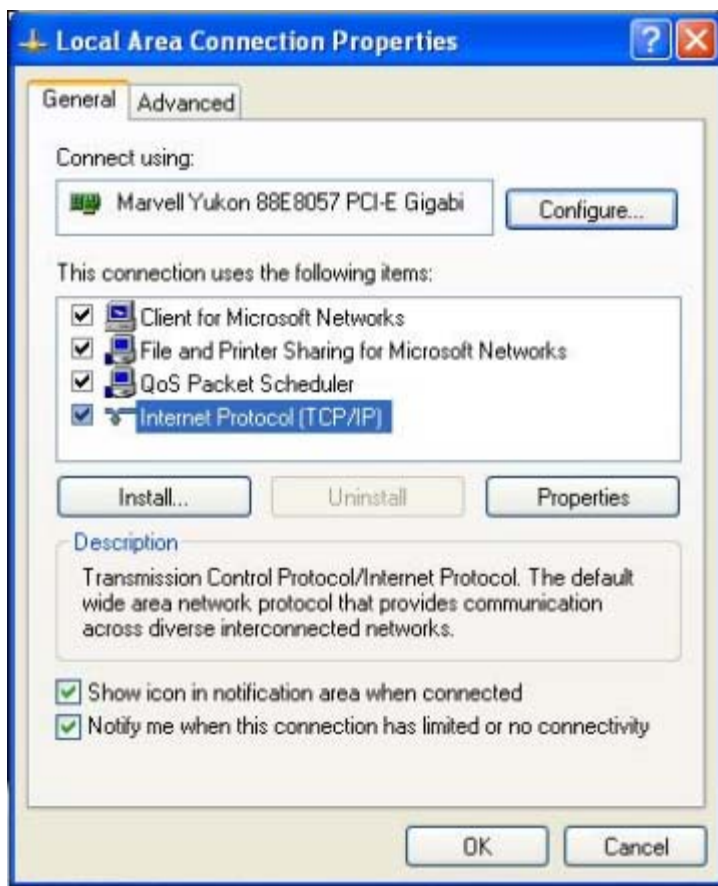 Local Area Connection Properties
General
Advanced
Connect using:
Marvell Yukon 88E8057 PCI-E Gigabi
Configure...
This connection uses the following items:
Client for Microsoft Networks
File and Printer Sharing for Microsoft Networks
QoS Packet Scheduler
Internet Protocol (TCP/IP)
Install...
Uninstall
Properties
Description
Transmission Control Protocol/Internet Protocol. The default
wide area network protocol that provides communication
across diverse interconnected networks.
Show icon in notification area when connected
Notify me when this connection has limited or no connectivity
OK
Cancel